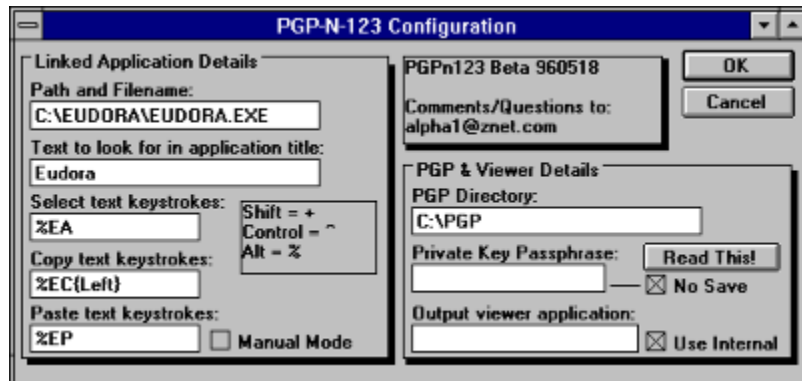 PGP-N-123 Configuration
Linked Application Details
Path and Filename:
C:\EUDORA\EUDORA.EXE
Text to look for in application title:
Eudora
Select text keystrokes:
%EA
Shift = +
Control = ^
Alt = %
Copy text keystrokes:
%EC{Left}
Paste text keystrokes:
%EP
Manual Mode
PGPn123 Beta 960518
Comments/Questions to:
alpha1@znet.com
OK
Cancel
PGP & Viewer Details
PGP Directory:
C:\PGP
Private Key Passphrase:
Read This!
No Save
Output viewer application:
Use Internal